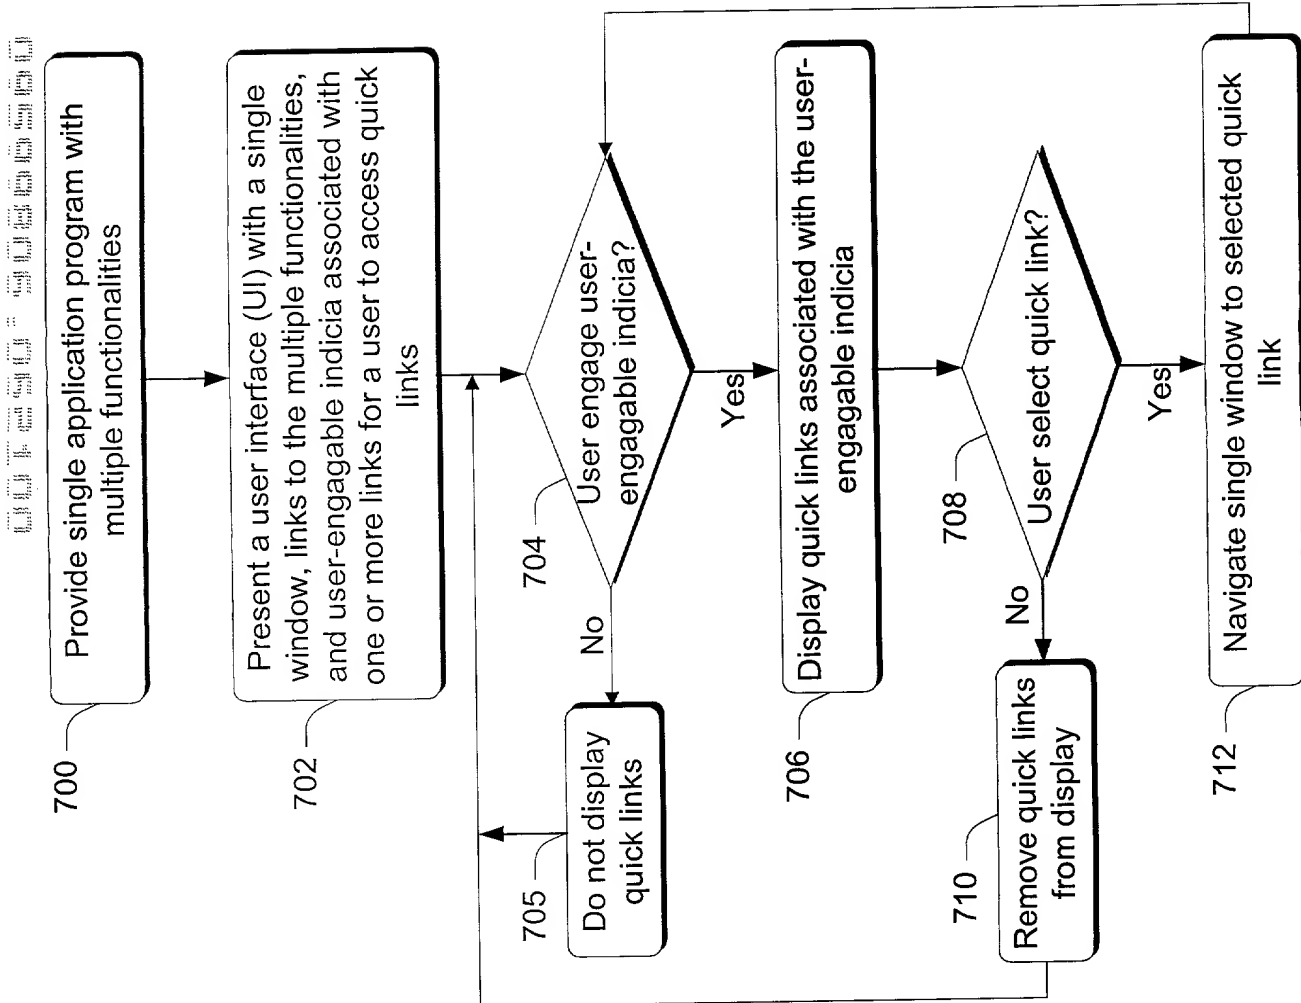 Provide single application program with
multiple functionalities
700
Present a user interface (UI) with a single
window, links to the multiple functionalities,
and user-engagable indicia associated with
one or more links for a user to access quick
links
702
User engage user-
engagable indicia?
704
No
Yes
Do not display
quick links
705
Display quick links associated with the user-
engagable indicia
706
User select quick link?
708
No
Yes
Remove quick links
from display
710
Navigate single window to selected quick
link
712